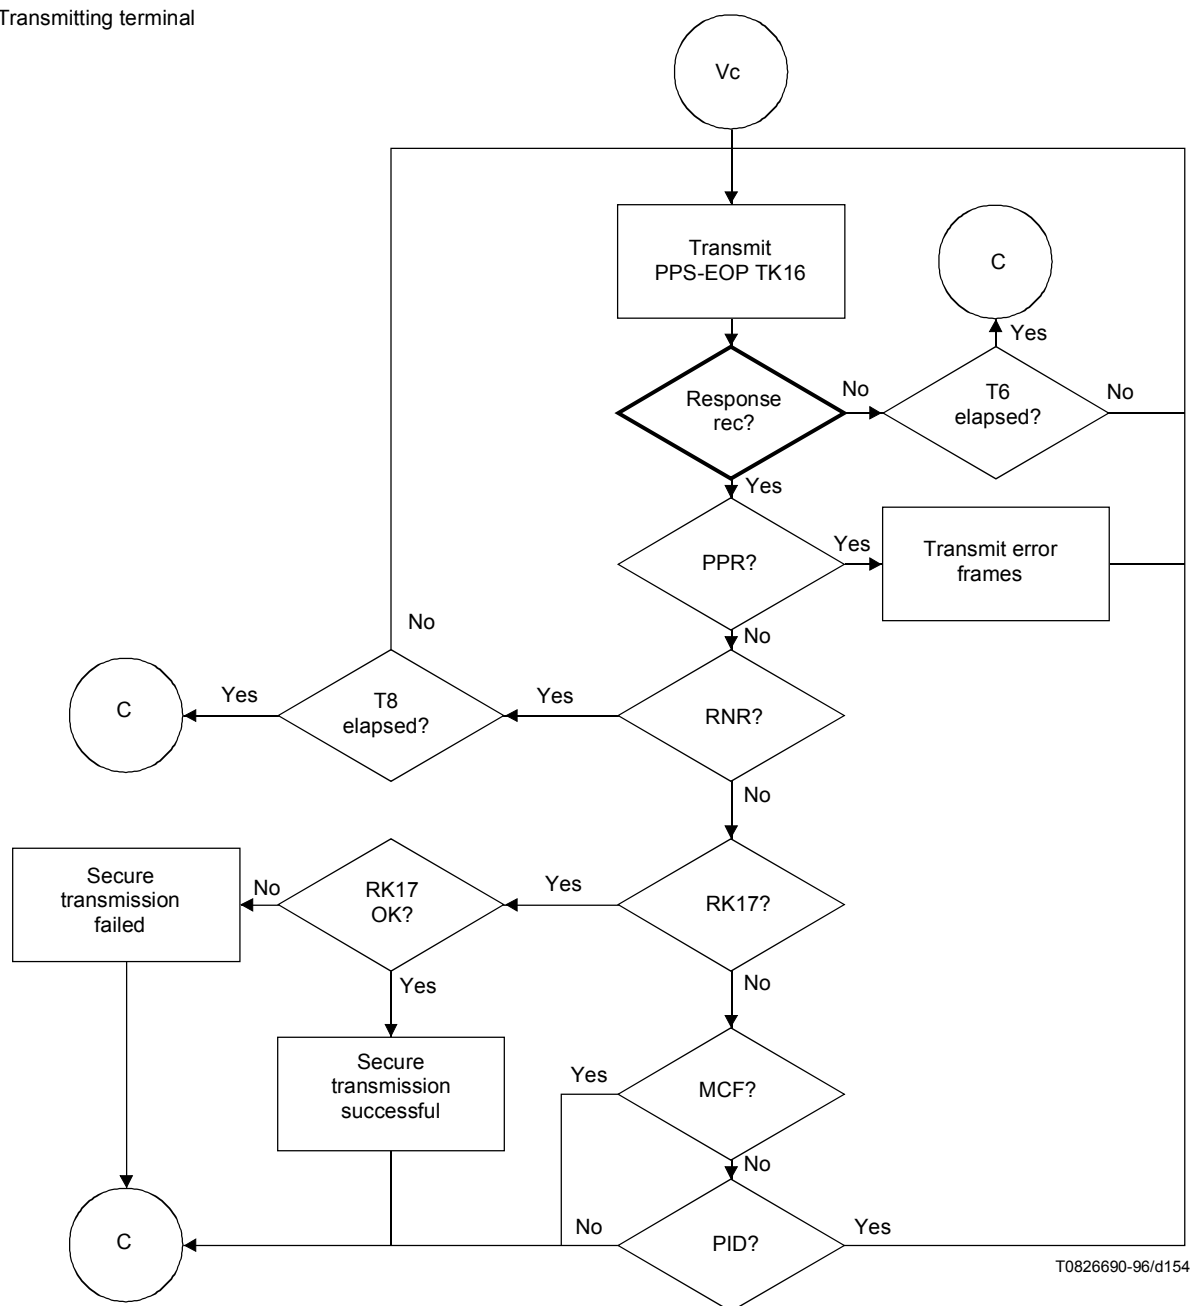 Transmitting terminal
Vc
Transmit
PPS-EOP TK16
C
Yes
Response
rec?
No
T6
elapsed?
No
Yes
PPR?
Yes
Transmit error
frames
No
No
C
Yes
T8
elapsed?
Yes
RNR?
No
Secure
transmission
failed
No
RK17
OK?
Yes
RK17?
Yes
No
Secure
transmission
successful
Yes
MCF?
No
C
No
PID?
Yes
T0826690-96/d154